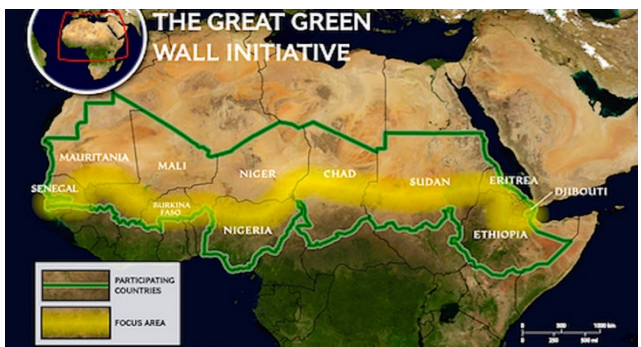 THE GREAT GREEN
WALL INITIATIVE
MAURITANIA
MALI
NIGER
CHAD
SUDAN
ERITREA
DJIBOUTI
SENEGAL
BURKINA
FASO
NIGERIA
ETHIOPIA
PARTICIPATING
COUNTRIES
FOCUS AREA
0 500 1000 km
0 250 500 mi